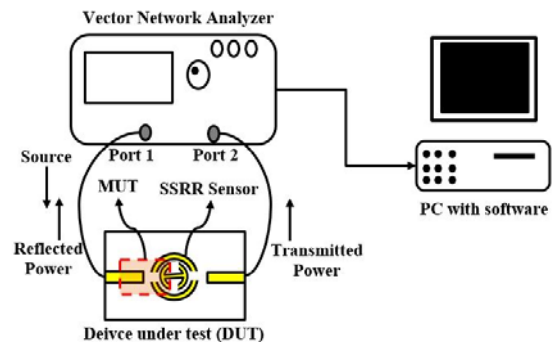 Vector Network Analyzer
Port 1
Port 2
Source
MUT
SSRR Sensor
PC with software
Reflected
Power
Transmitted
Power
Deivce under test (DUT)